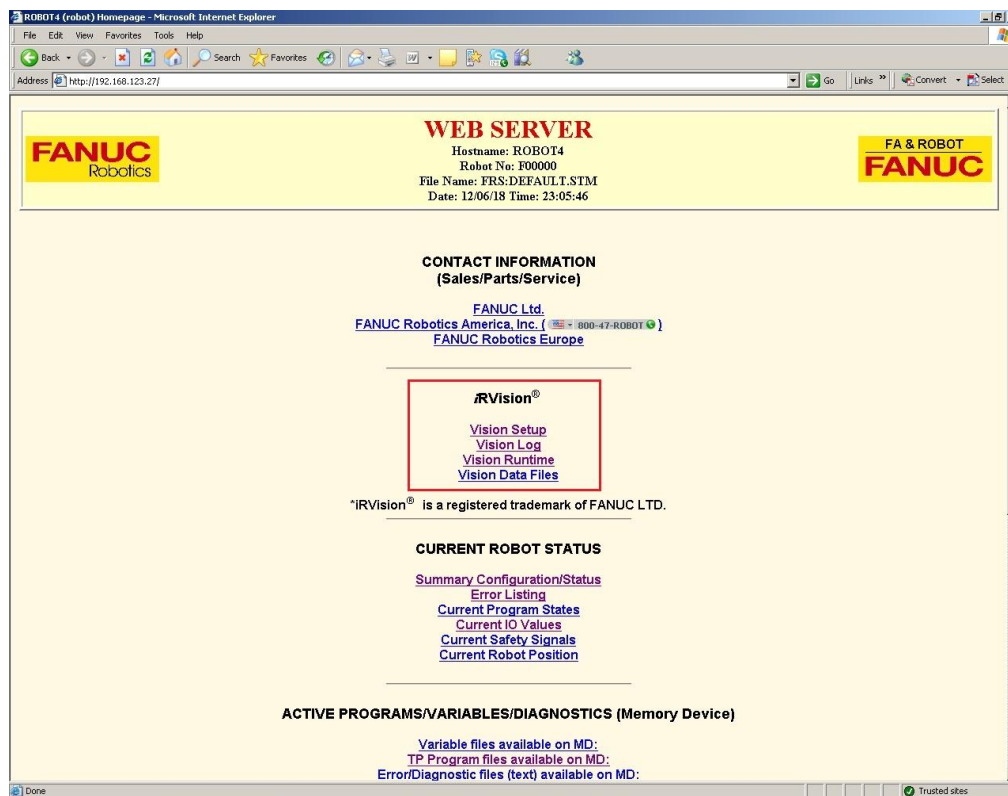 ROBOT4 (robot) Homepage - Microsoft Internet Explorer
File Edit View Favorites Tools Help
Back Search Favorites
Address http://192.168.123.27/ Go Links » Convert Select
FANUC
Robotics
WEB SERVER
Hostname: ROBOT4
Robot No: F00000
File Name: FRS:DEFAULT.STM
Date: 12/06/18 Time: 23:05:46
FA & ROBOT
FANUC
CONTACT INFORMATION
(Sales/Parts/Service)
FANUC Ltd.
FANUC Robotics America, Inc. ( 800-47-ROBOT )
FANUC Robotics Europe
iRVision®
Vision Setup
Vision Log
Vision Runtime
Vision Data Files
*iRVision® is a registered trademark of FANUC LTD.
CURRENT ROBOT STATUS
Summary Configuration/Status
Error Listing
Current Program States
Current IO Values
Current Safety Signals
Current Robot Position
ACTIVE PROGRAMS/VARIABLES/DIAGNOSTICS (Memory Device)
Variable files available on MD:
TP Program files available on MD:
Error/Diagnostic files (text) available on MD:
Done Trusted sites